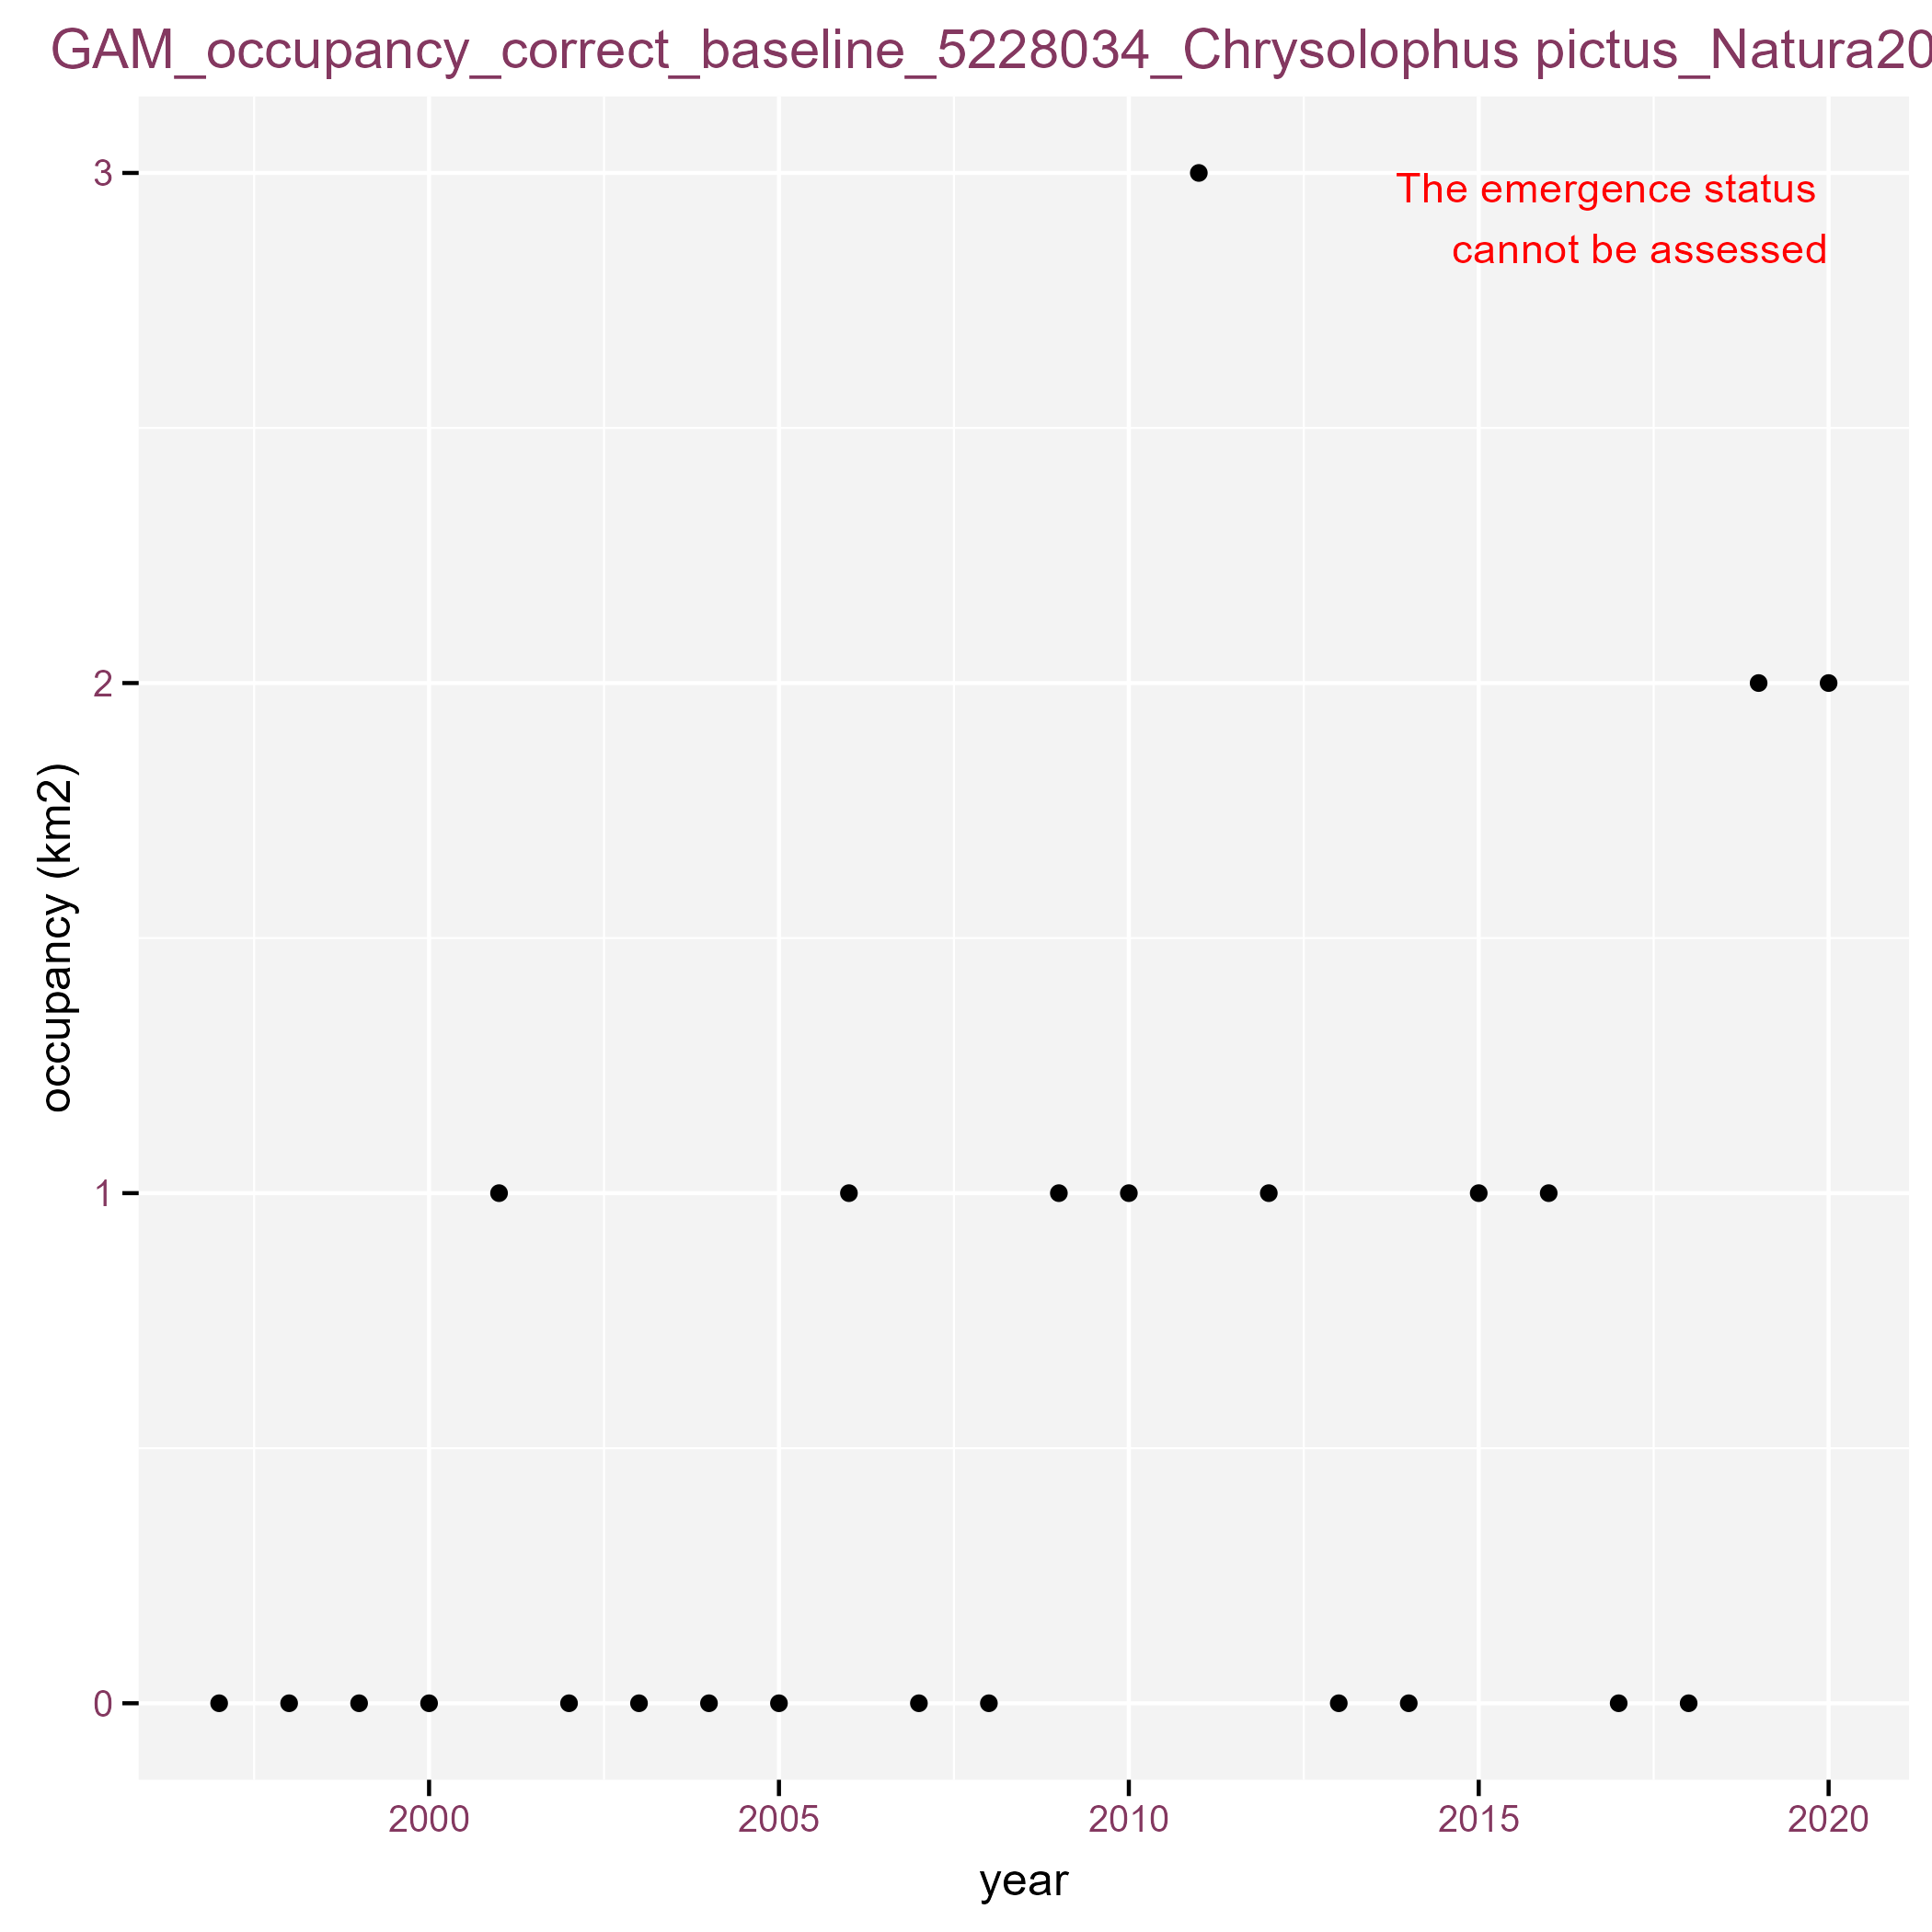 GAM_occupancy_correct_baseline_5228034_Chrysolophus pictus_Natura20
The emergence status
cannot be assessed
3
2
1
0
occupancy (km2)
2000
2005
2010
2015
2020
year